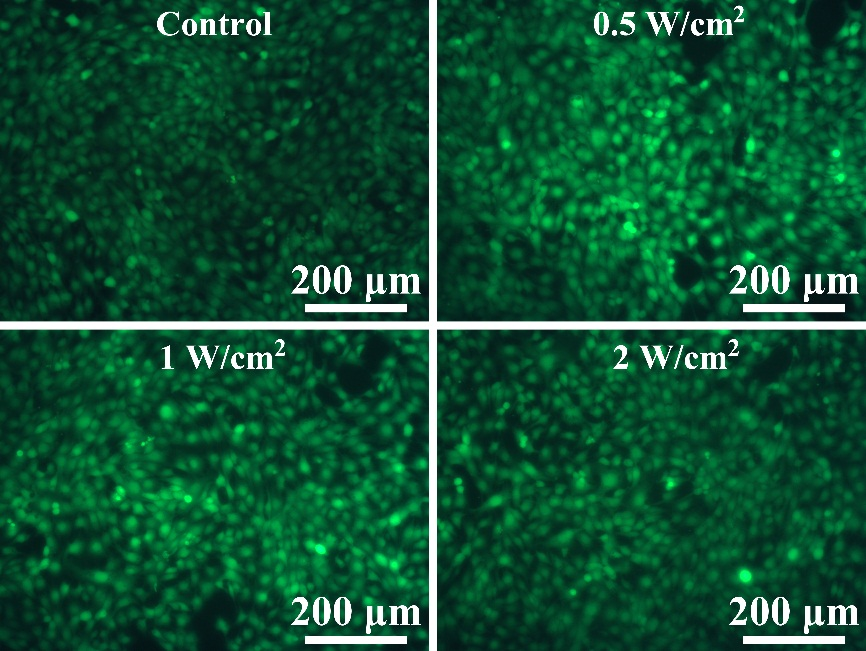 Control
200 μm
0.5 W/cm²
200 μm
1 W/cm²
200 μm
2 W/cm²
200 μm